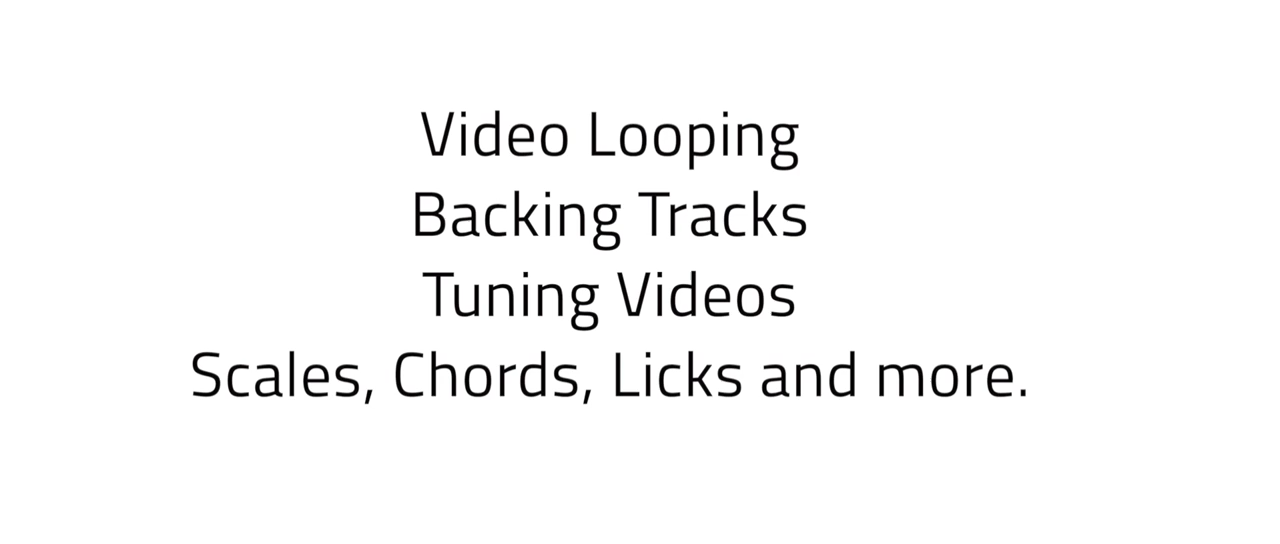 Video Looping
Backing Tracks
Tuning Videos
Scales, Chords, Licks and more.